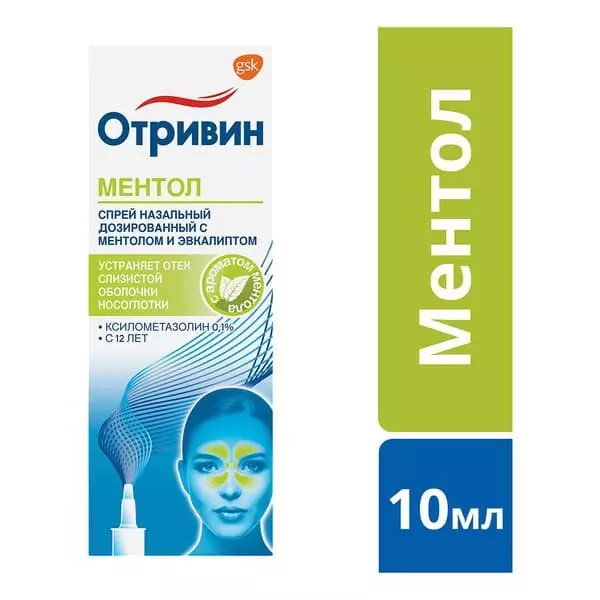 gsk
Отривин
МЕНТОЛ
СПРЕЙ НАЗАЛЬНЫЙ
ДОЗИРОВАННЫЙ С
МЕНТОЛОМ И ЭВКАЛИПТОМ
УСТРАНЯЕТ ОТЕК
СЛИЗИСТОЙ
ОБОЛОЧКИ
НОСОГЛОТКИ
с ароматом ментола
• КСИЛОМЕТАЗОЛИН 0,1%
• С 12 ЛЕТ
Ментол
10мл